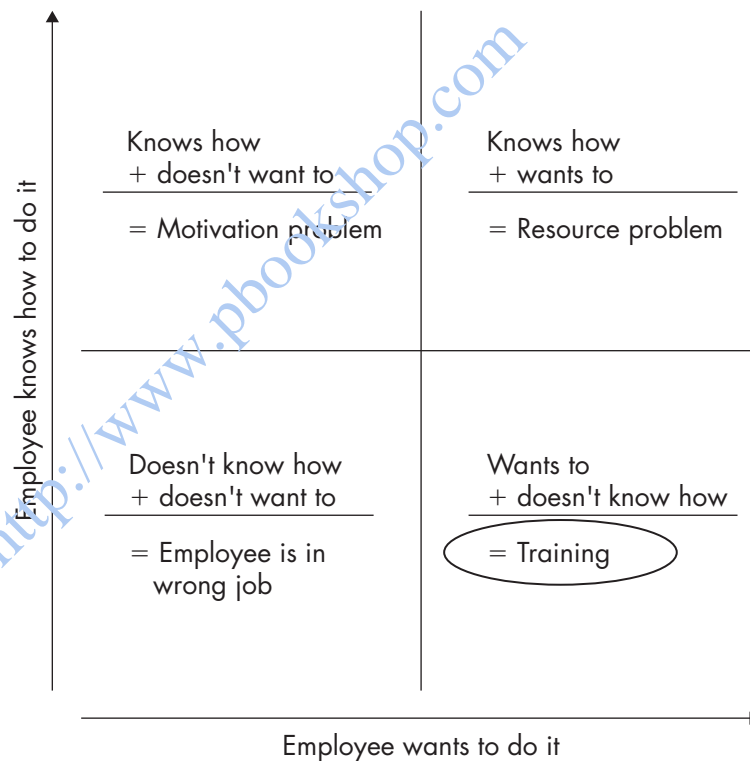 Employee knows how to do it
Knows how
+ doesn't want to
= Motivation problem
Knows how
+ wants to
= Resource problem
Doesn't know how
+ doesn't want to
= Employee is in
wrong job
Wants to
+ doesn't know how
= Training
Employee wants to do it
http://www.pbookshop.com